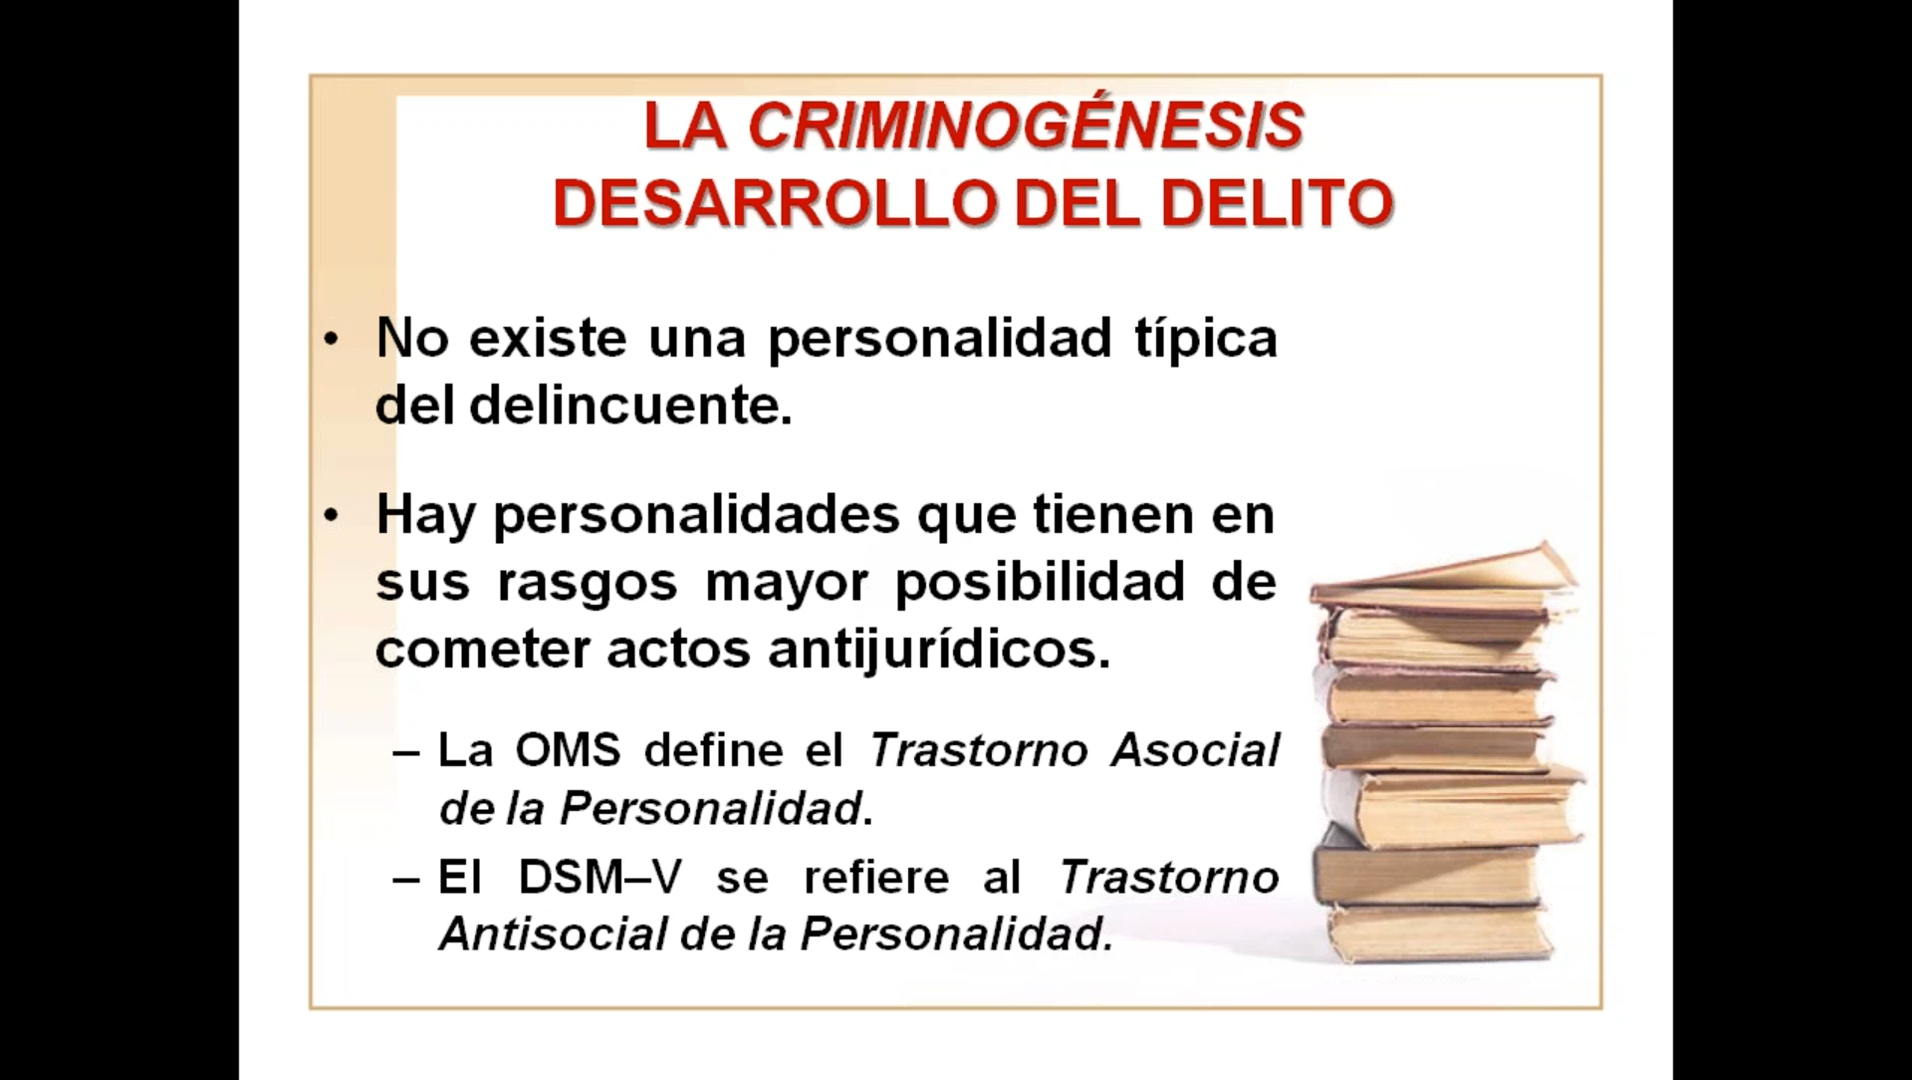 LA CRIMINOGÉNESIS
DESARROLLO DEL DELITO
• No existe una personalidad típica
del delincuente.
• Hay personalidades que tienen en
sus rasgos mayor posibilidad de
cometer actos antijurídicos.
– La OMS define el Trastorno Asocial
de la Personalidad.
– El DSM–V se refiere al Trastorno
Antisocial de la Personalidad.